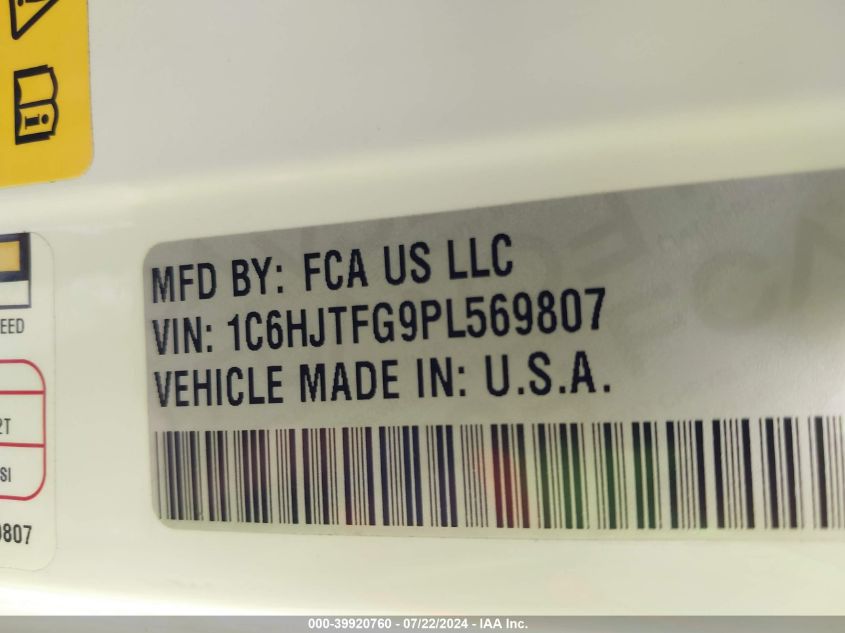 MFD BY: FCA US LLC
VIN: 1C6HJTFG9PL569807
VEHICLE MADE IN: U.S.A.
EED
2T
SI
9807
000-39920760 - 07/22/2024 - IAA Inc.